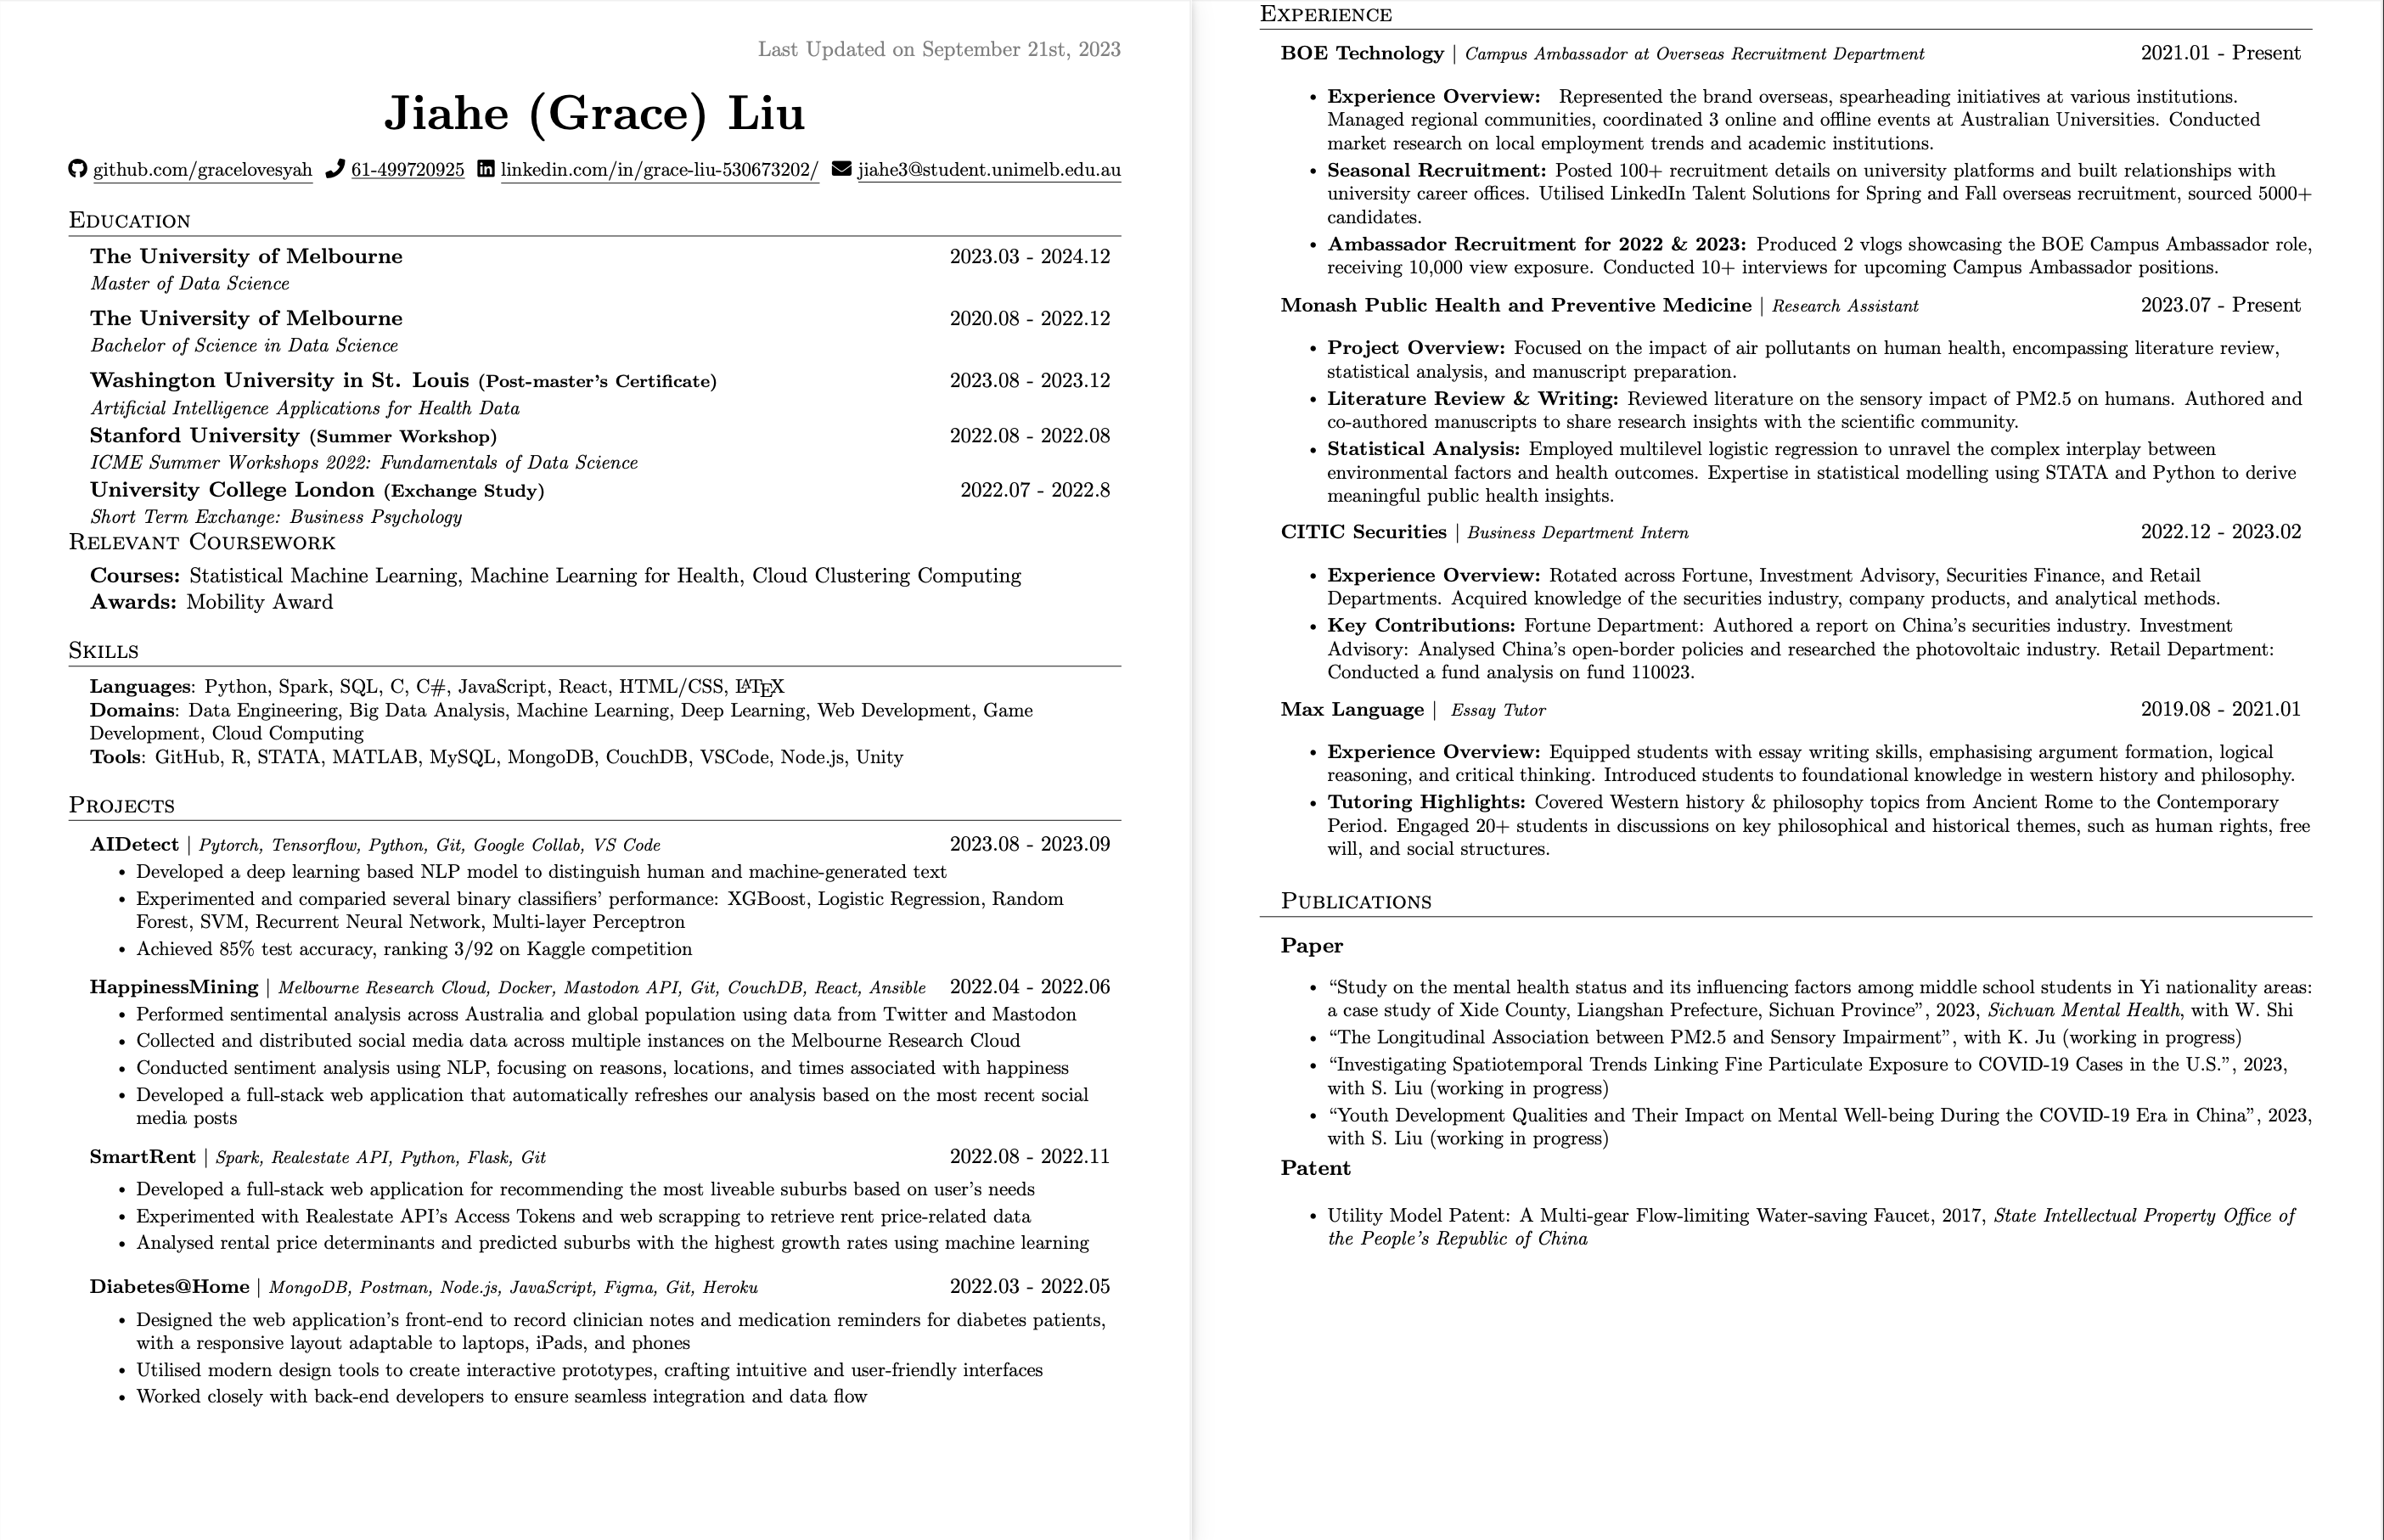 Last Updated on September 21st, 2023
Jiahe (Grace) Liu
github.com/gracelovesyah 61-499720925 linkedin.com/in/grace-liu-530673202/ jiahe3@student.unimelb.edu.au
Education
The University of Melbourne 2023.03 - 2024.12
Master of Data Science
The University of Melbourne 2020.08 - 2022.12
Bachelor of Science in Data Science
Washington University in St. Louis (Post-master's Certificate) 2023.08 - 2023.12
Artificial Intelligence Applications for Health Data
Stanford University (Summer Workshop) 2022.08 - 2022.08
ICME Summer Workshops 2022: Fundamentals of Data Science
University College London (Exchange Study) 2022.07 - 2022.8
Short Term Exchange: Business Psychology
Relevant Coursework
Courses: Statistical Machine Learning, Machine Learning for Health, Cloud Clustering Computing
Awards: Mobility Award
Skills
Languages: Python, Spark, SQL, C, C#, JavaScript, React, HTML/CSS, LATEX
Domains: Data Engineering, Big Data Analysis, Machine Learning, Deep Learning, Web Development, Game
Development, Cloud Computing
Tools: GitHub, R, STATA, MATLAB, MySQL, MongoDB, CouchDB, VSCode, Node.js, Unity
Projects
AIDetect | Pytorch, Tensorflow, Python, Git, Google Collab, VS Code 2023.08 - 2023.09
• Developed a deep learning based NLP model to distinguish human and machine-generated text
• Experimented and comparied several binary classifiers' performance: XGBoost, Logistic Regression, Random
Forest, SVM, Recurrent Neural Network, Multi-layer Perceptron
• Achieved 85% test accuracy, ranking 3/92 on Kaggle competition
HappinessMining | Melbourne Research Cloud, Docker, Mastodon API, Git, CouchDB, React, Ansible 2022.04 - 2022.06
• Performed sentimental analysis across Australia and global population using data from Twitter and Mastodon
• Collected and distributed social media data across multiple instances on the Melbourne Research Cloud
• Conducted sentiment analysis using NLP, focusing on reasons, locations, and times associated with happiness
• Developed a full-stack web application that automatically refreshes our analysis based on the most recent social
media posts
SmartRent | Spark, Realestate API, Python, Flask, Git 2022.08 - 2022.11
• Developed a full-stack web application for recommending the most liveable suburbs based on user's needs
• Experimented with Realestate API's Access Tokens and web scrapping to retrieve rent price-related data
• Analysed rental price determinants and predicted suburbs with the highest growth rates using machine learning
Diabetes@Home | MongoDB, Postman, Node.js, JavaScript, Figma, Git, Heroku 2022.03 - 2022.05
• Designed the web application's front-end to record clinician notes and medication reminders for diabetes patients,
with a responsive layout adaptable to laptops, iPads, and phones
• Utilised modern design tools to create interactive prototypes, crafting intuitive and user-friendly interfaces
• Worked closely with back-end developers to ensure seamless integration and data flow
Experience
BOE Technology | Campus Ambassador at Overseas Recruitment Department 2021.01 - Present
• Experience Overview: Represented the brand overseas, spearheading initiatives at various institutions.
Managed regional communities, coordinated 3 online and offline events at Australian Universities. Conducted
market research on local employment trends and academic institutions.
• Seasonal Recruitment: Posted 100+ recruitment details on university platforms and built relationships with
university career offices. Utilised LinkedIn Talent Solutions for Spring and Fall overseas recruitment, sourced 5000+
candidates.
• Ambassador Recruitment for 2022 & 2023: Produced 2 vlogs showcasing the BOE Campus Ambassador role,
receiving 10,000 view exposure. Conducted 10+ interviews for upcoming Campus Ambassador positions.
Monash Public Health and Preventive Medicine | Research Assistant 2023.07 - Present
• Project Overview: Focused on the impact of air pollutants on human health, encompassing literature review,
statistical analysis, and manuscript preparation.
• Literature Review & Writing: Reviewed literature on the sensory impact of PM2.5 on humans. Authored and
co-authored manuscripts to share research insights with the scientific community.
• Statistical Analysis: Employed multilevel logistic regression to unravel the complex interplay between
environmental factors and health outcomes. Expertise in statistical modelling using STATA and Python to derive
meaningful public health insights.
CITIC Securities | Business Department Intern 2022.12 - 2023.02
• Experience Overview: Rotated across Fortune, Investment Advisory, Securities Finance, and Retail
Departments. Acquired knowledge of the securities industry, company products, and analytical methods.
• Key Contributions: Fortune Department: Authored a report on China's securities industry. Investment
Advisory: Analysed China's open-border policies and researched the photovoltaic industry. Retail Department:
Conducted a fund analysis on fund 110023.
Max Language | Essay Tutor 2019.08 - 2021.01
• Experience Overview: Equipped students with essay writing skills, emphasising argument formation, logical
reasoning, and critical thinking. Introduced students to foundational knowledge in western history and philosophy.
• Tutoring Highlights: Covered Western history & philosophy topics from Ancient Rome to the Contemporary
Period. Engaged 20+ students in discussions on key philosophical and historical themes, such as human rights, free
will, and social structures.
Publications
Paper
• “Study on the mental health status and its influencing factors among middle school students in Yi nationality areas:
a case study of Xide County, Liangshan Prefecture, Sichuan Province”, 2023, Sichuan Mental Health, with W. Shi
• “The Longitudinal Association between PM2.5 and Sensory Impairment”, with K. Ju (working in progress)
• “Investigating Spatiotemporal Trends Linking Fine Particulate Exposure to COVID-19 Cases in the U.S.”, 2023,
with S. Liu (working in progress)
• “Youth Development Qualities and Their Impact on Mental Well-being During the COVID-19 Era in China”, 2023,
with S. Liu (working in progress)
Patent
• Utility Model Patent: A Multi-gear Flow-limiting Water-saving Faucet, 2017, State Intellectual Property Office of
the People's Republic of China